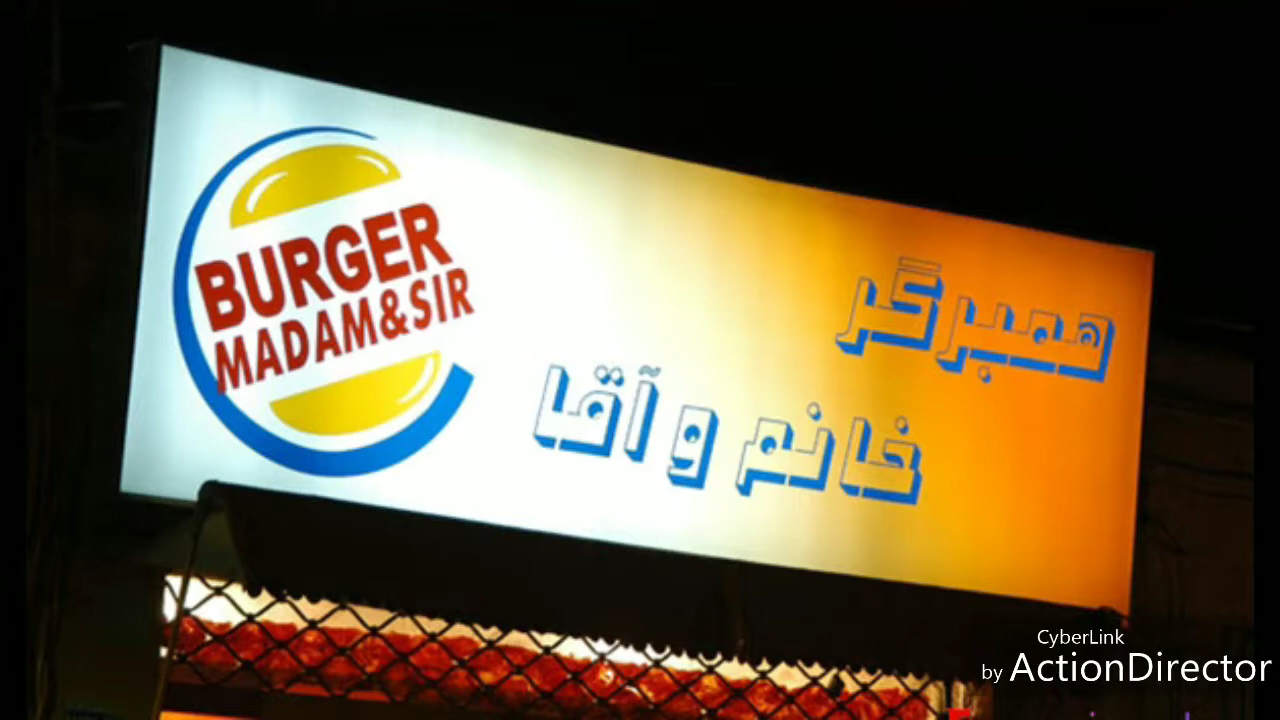 BURGER
MADAM&SIR
همبرگر
خانم و آقا
CyberLink
by ActionDirector